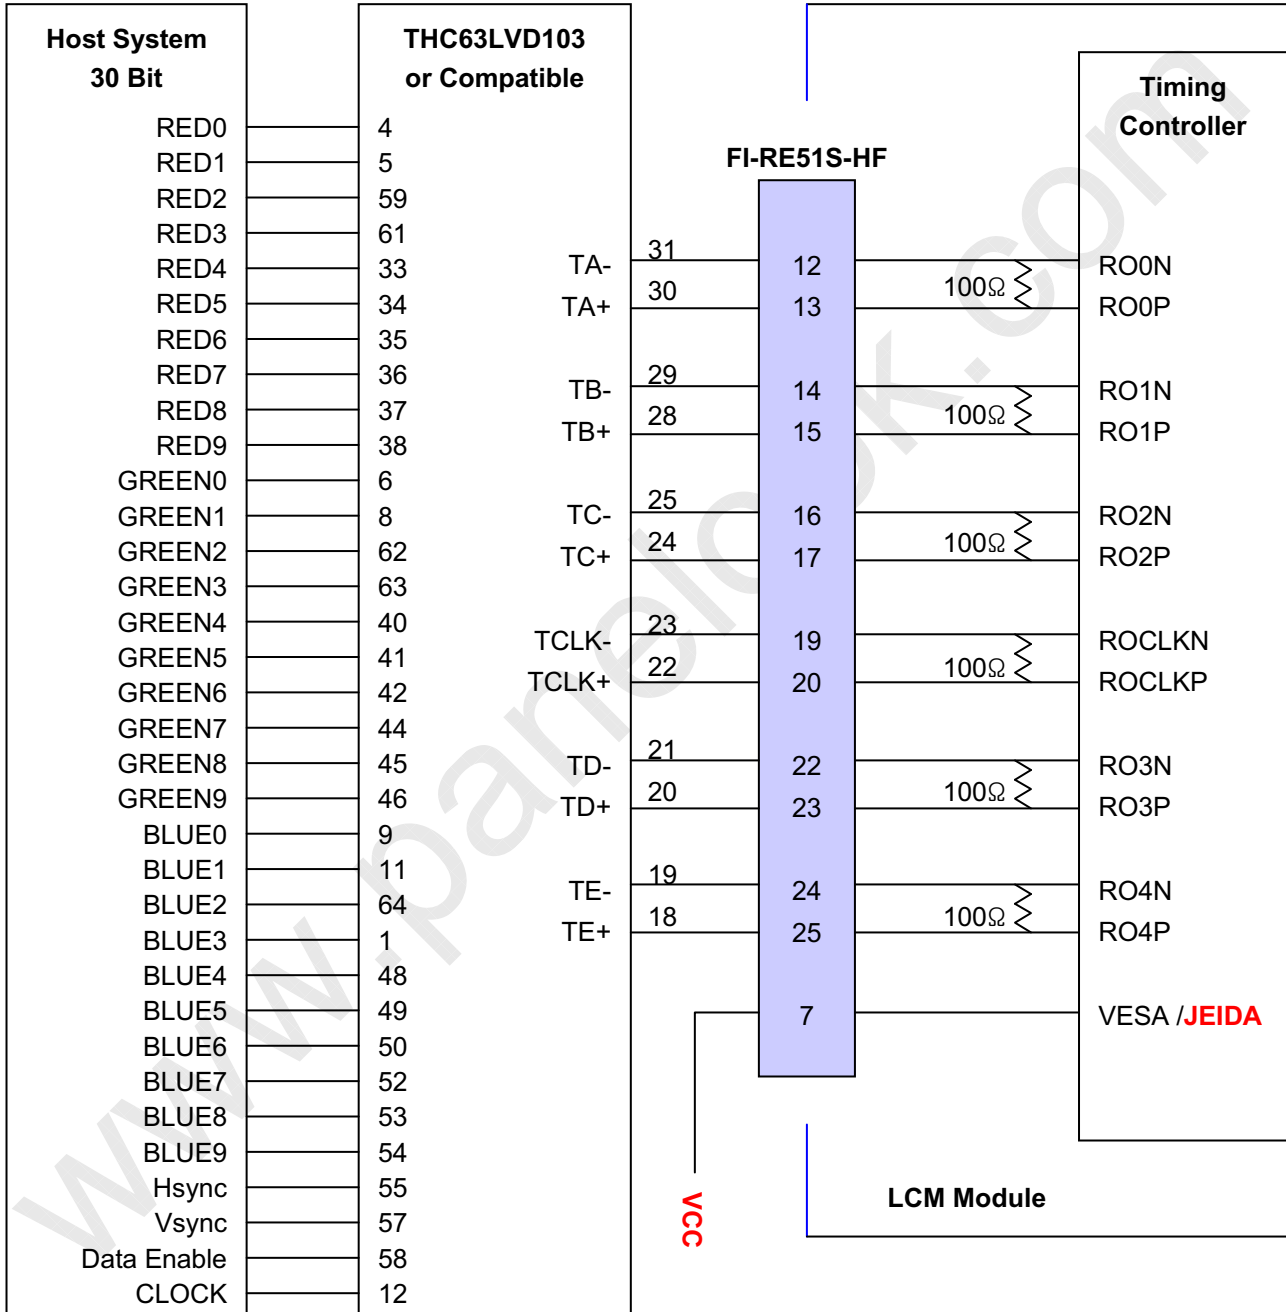 Host System
30 Bit
THC63LVD103
or Compatible
Timing
Controller
FI-RE51S-HF
RED0 4
RED1 5
RED2 59
RED3 61
RED4 33
RED5 34
RED6 35
RED7 36
RED8 37
RED9 38
GREEN0 6
GREEN1 8
GREEN2 62
GREEN3 63
GREEN4 40
GREEN5 41
GREEN6 42
GREEN7 44
GREEN8 45
GREEN9 46
BLUE0 9
BLUE1 11
BLUE2 64
BLUE3 1
BLUE4 48
BLUE5 49
BLUE6 50
BLUE7 52
BLUE8 53
BLUE9 54
Hsync 55
Vsync 57
Data Enable 58
CLOCK 12
TA- 31 12 RO0N
100Ω
TA+ 30 13 RO0P
TB- 29 14 RO1N
100Ω
TB+ 28 15 RO1P
TC- 25 16 RO2N
100Ω
TC+ 24 17 RO2P
TCLK- 23 19 ROCLKN
100Ω
TCLK+ 22 20 ROCLKP
TD- 21 22 RO3N
100Ω
TD+ 20 23 RO3P
TE- 19 24 RO4N
100Ω
TE+ 18 25 RO4P
7 VESA /JEIDA
VCC
LCM Module
www.panelook.com